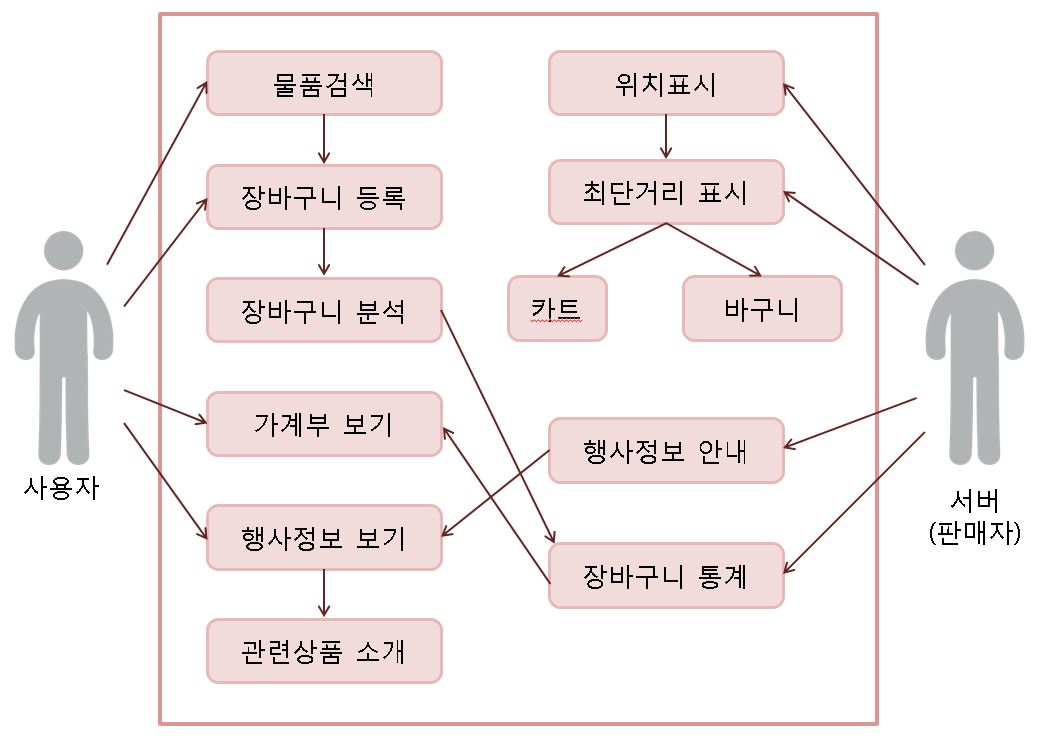 물품검색
장바구니 등록
장바구니 분석
가계부 보기
행사정보 보기
관련상품 소개
위치표시
최단거리 표시
카트
바구니
행사정보 안내
장바구니 통계
사용자
서버
(판매자)